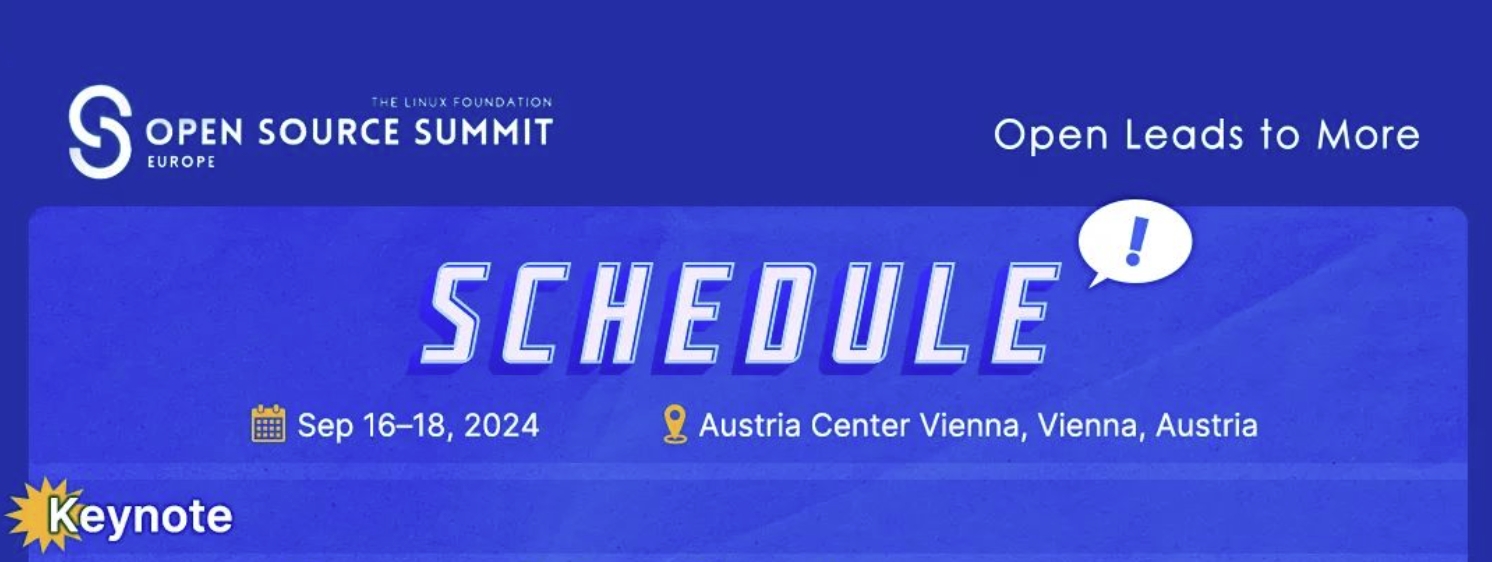 THE LINUX FOUNDATION
OPEN SOURCE SUMMIT
EUROPE
Open Leads to More
!
SCHEDULE
Sep 16–18, 2024
Austria Center Vienna, Vienna, Austria
Keynote